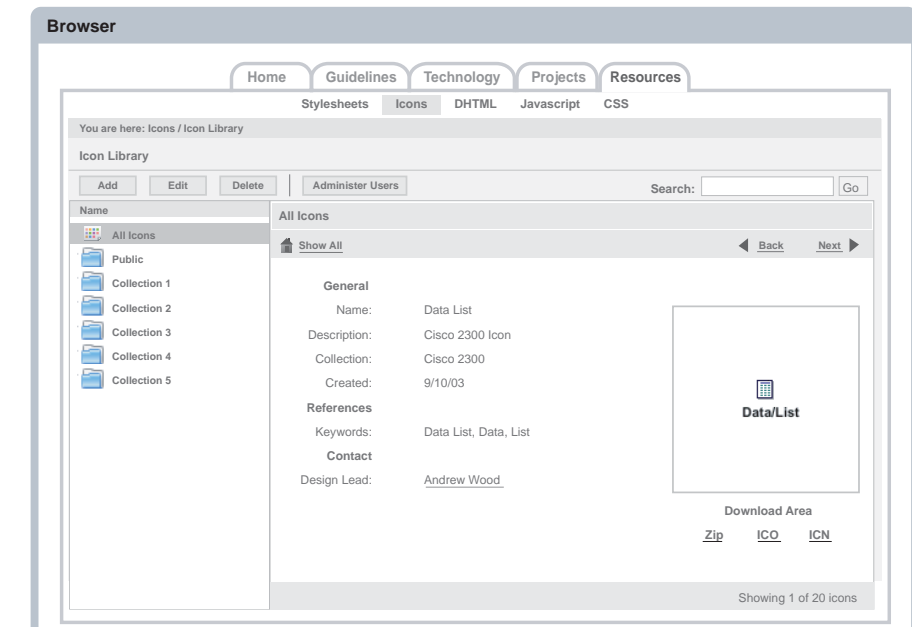 Browser
Home Guidelines Technology Projects Resources
Stylesheets Icons DHTML Javascript CSS
You are here: Icons / Icon Library
Icon Library
Add Edit Delete Administer Users Search: Go
Name
All Icons
Public
Collection 1
Collection 2
Collection 3
Collection 4
Collection 5
All Icons
Show All Back Next
General
Name: Data List
Description: Cisco 2300 Icon
Collection: Cisco 2300
Created: 9/10/03
References
Keywords: Data List, Data, List
Contact
Design Lead: Andrew Wood
Data/List
Download Area
Zip ICO ICN
Showing 1 of 20 icons